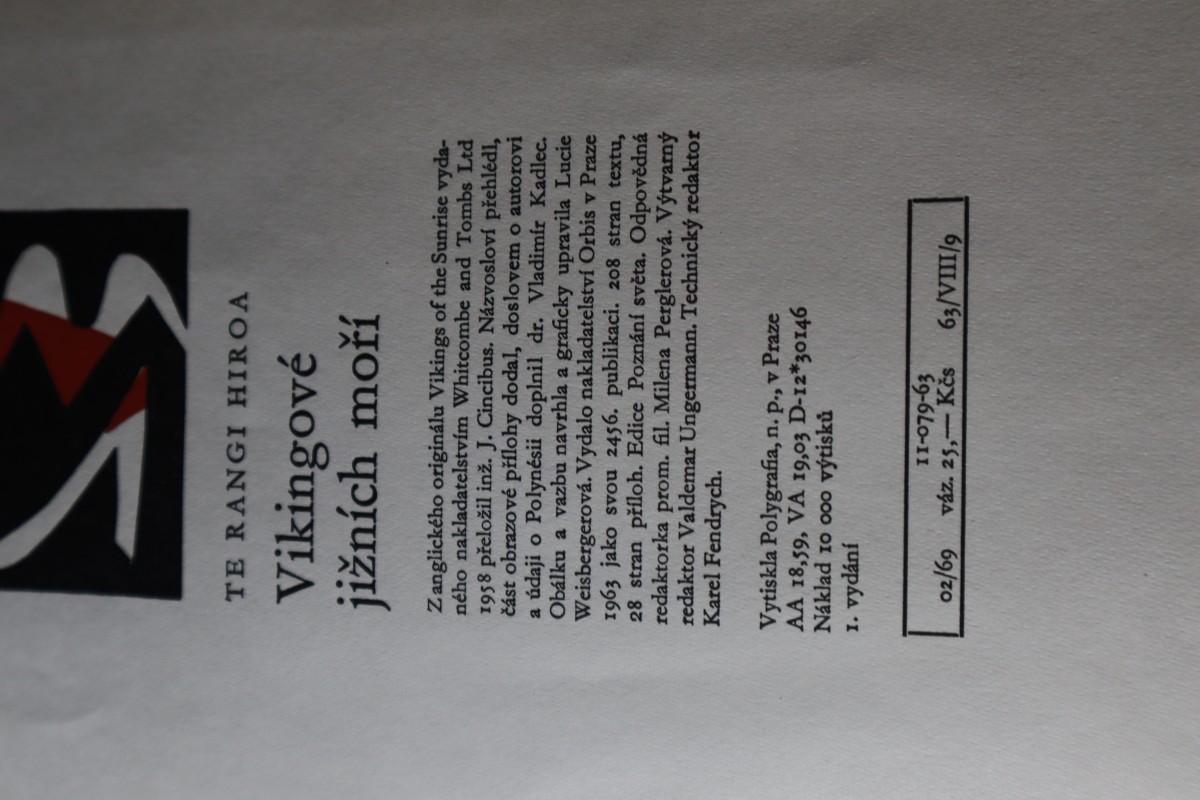 TE RANGI HIROA
Vikingové
jižních moří
Z anglického originálu Vikings of the Sunrise vyda-
ného nakladatelstvím Whitcombe and Tombs Ltd
1958 přeložil inž. J. Cincibus. Názvosloví přehlédl,
část obrazové přílohy dodal, doslovem o autorovi
a údaji o Polynésii doplnil dr. Vladimír Kadlec.
Obálku a vazbu navrhla a graficky upravila Lucie
Weisbergerová. Vydalo nakladatelství Orbis v Praze
1963 jako svou 2456. publikaci. 208 stran textu,
28 stran příloh. Edice Poznání světa. Odpovědná
redaktorka prom. fil. Milena Perglerová. Výtvarný
redaktor Valdemar Ungermann. Technický redaktor
Karel Fendrych.
Vytiskla Polygrafia, n. p., v Praze
AA 18,59, VA 19,03 D-12*30146
Náklad 10 000 výtisků
1. vydání
11-079-63
02/69 váz. 25,— Kčs 63/VIII/9